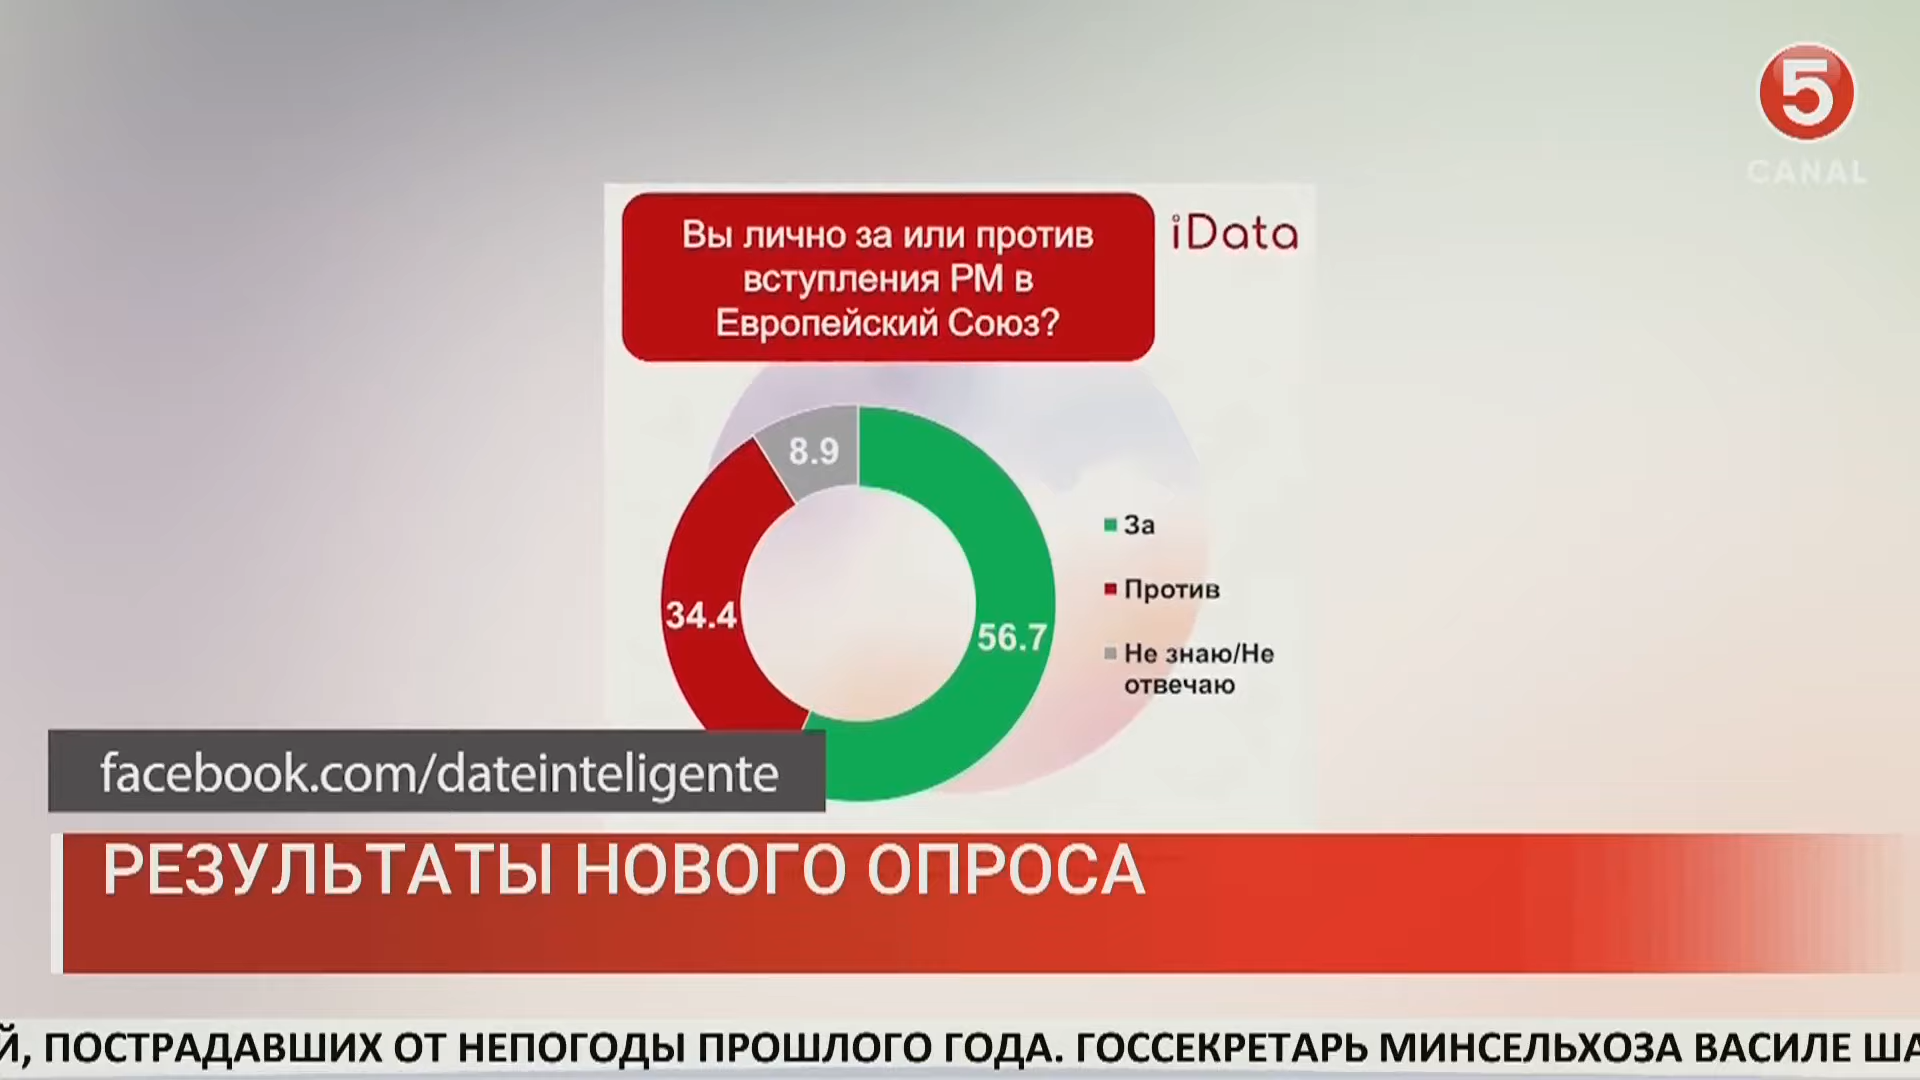 5
CANAL
Вы лично за или против
вступления РМ в
Европейский Союз?
iData
8.9
34.4
56.7
За
Против
Не знаю/Не
отвечаю
facebook.com/dateinteligente
РЕЗУЛЬТАТЫ НОВОГО ОПРОСА
Й, ПОСТРАДАВШИХ ОТ НЕПОГОДЫ ПРОШЛОГО ГОДА. ГОССЕКРЕТАРЬ МИНСЕЛЬХОЗА ВАСИЛЕ ША